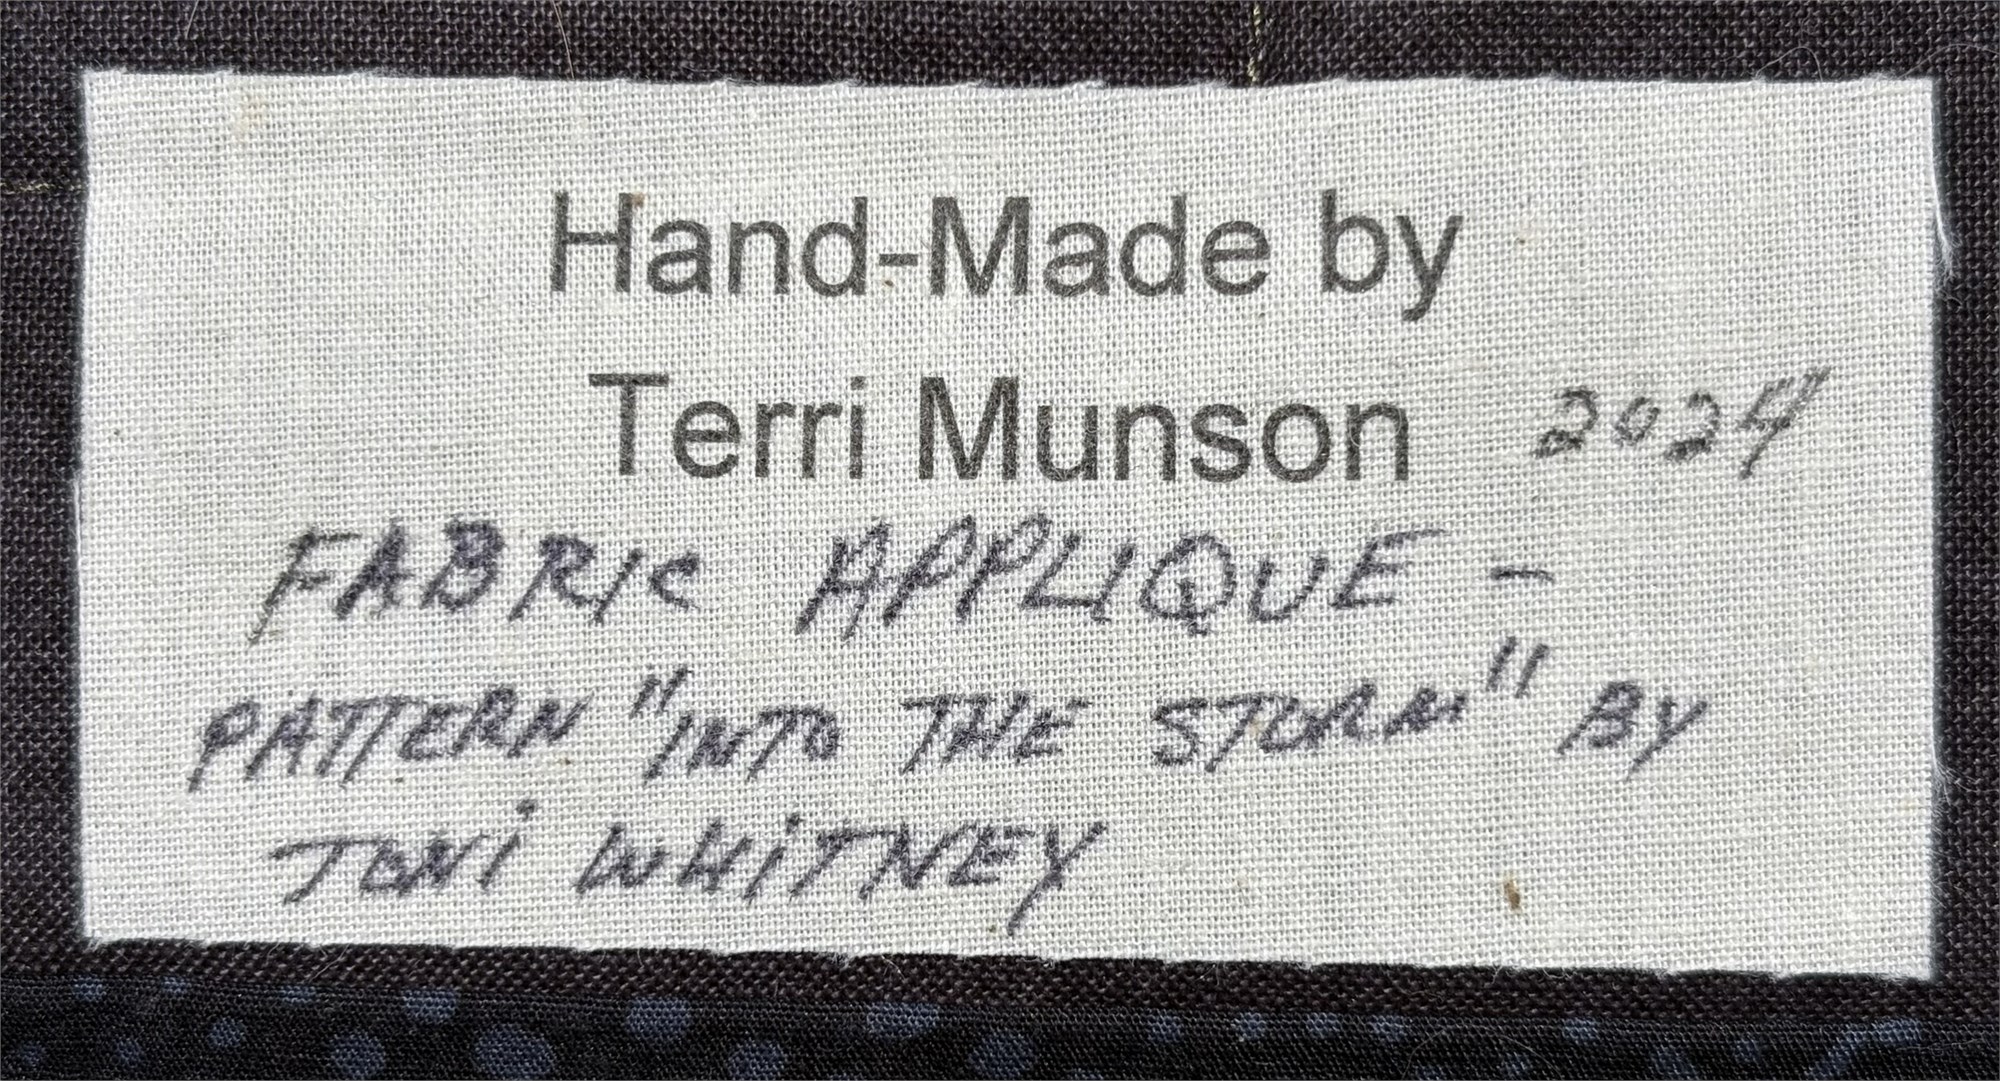 Hand-Made by
Terri Munson 2024
FABRIC APPLIQUE -
PATTERN "INTO THE STORM" BY
TONi WHiTNEY